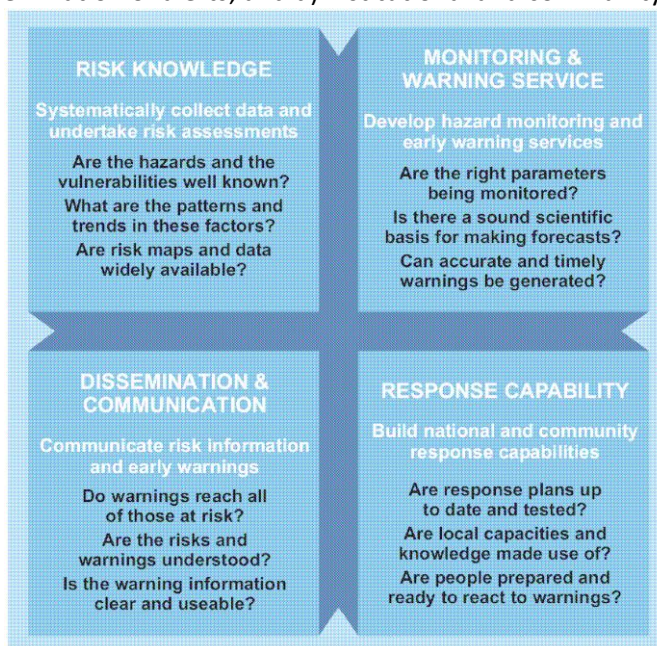 RISK KNOWLEDGE
Systematically collect data and
undertake risk assessments
Are the hazards and the
vulnerabilities well known?
What are the patterns and
trends in these factors?
Are risk maps and data
widely available?
MONITORING &
WARNING SERVICE
Develop hazard monitoring and
early warning services
Are the right parameters
being monitored?
Is there a sound scientific
basis for making forecasts?
Can accurate and timely
warnings be generated?
DISSEMINATION &
COMMUNICATION
Communicate risk information
and early warnings
Do warnings reach all
of those at risk?
Are the risks and
warnings understood?
Is the warning information
clear and useable?
RESPONSE CAPABILITY
Build national and community
response capabilities
Are response plans up
to date and tested?
Are local capacities and
knowledge made use of?
Are people prepared and
ready to react to warnings?